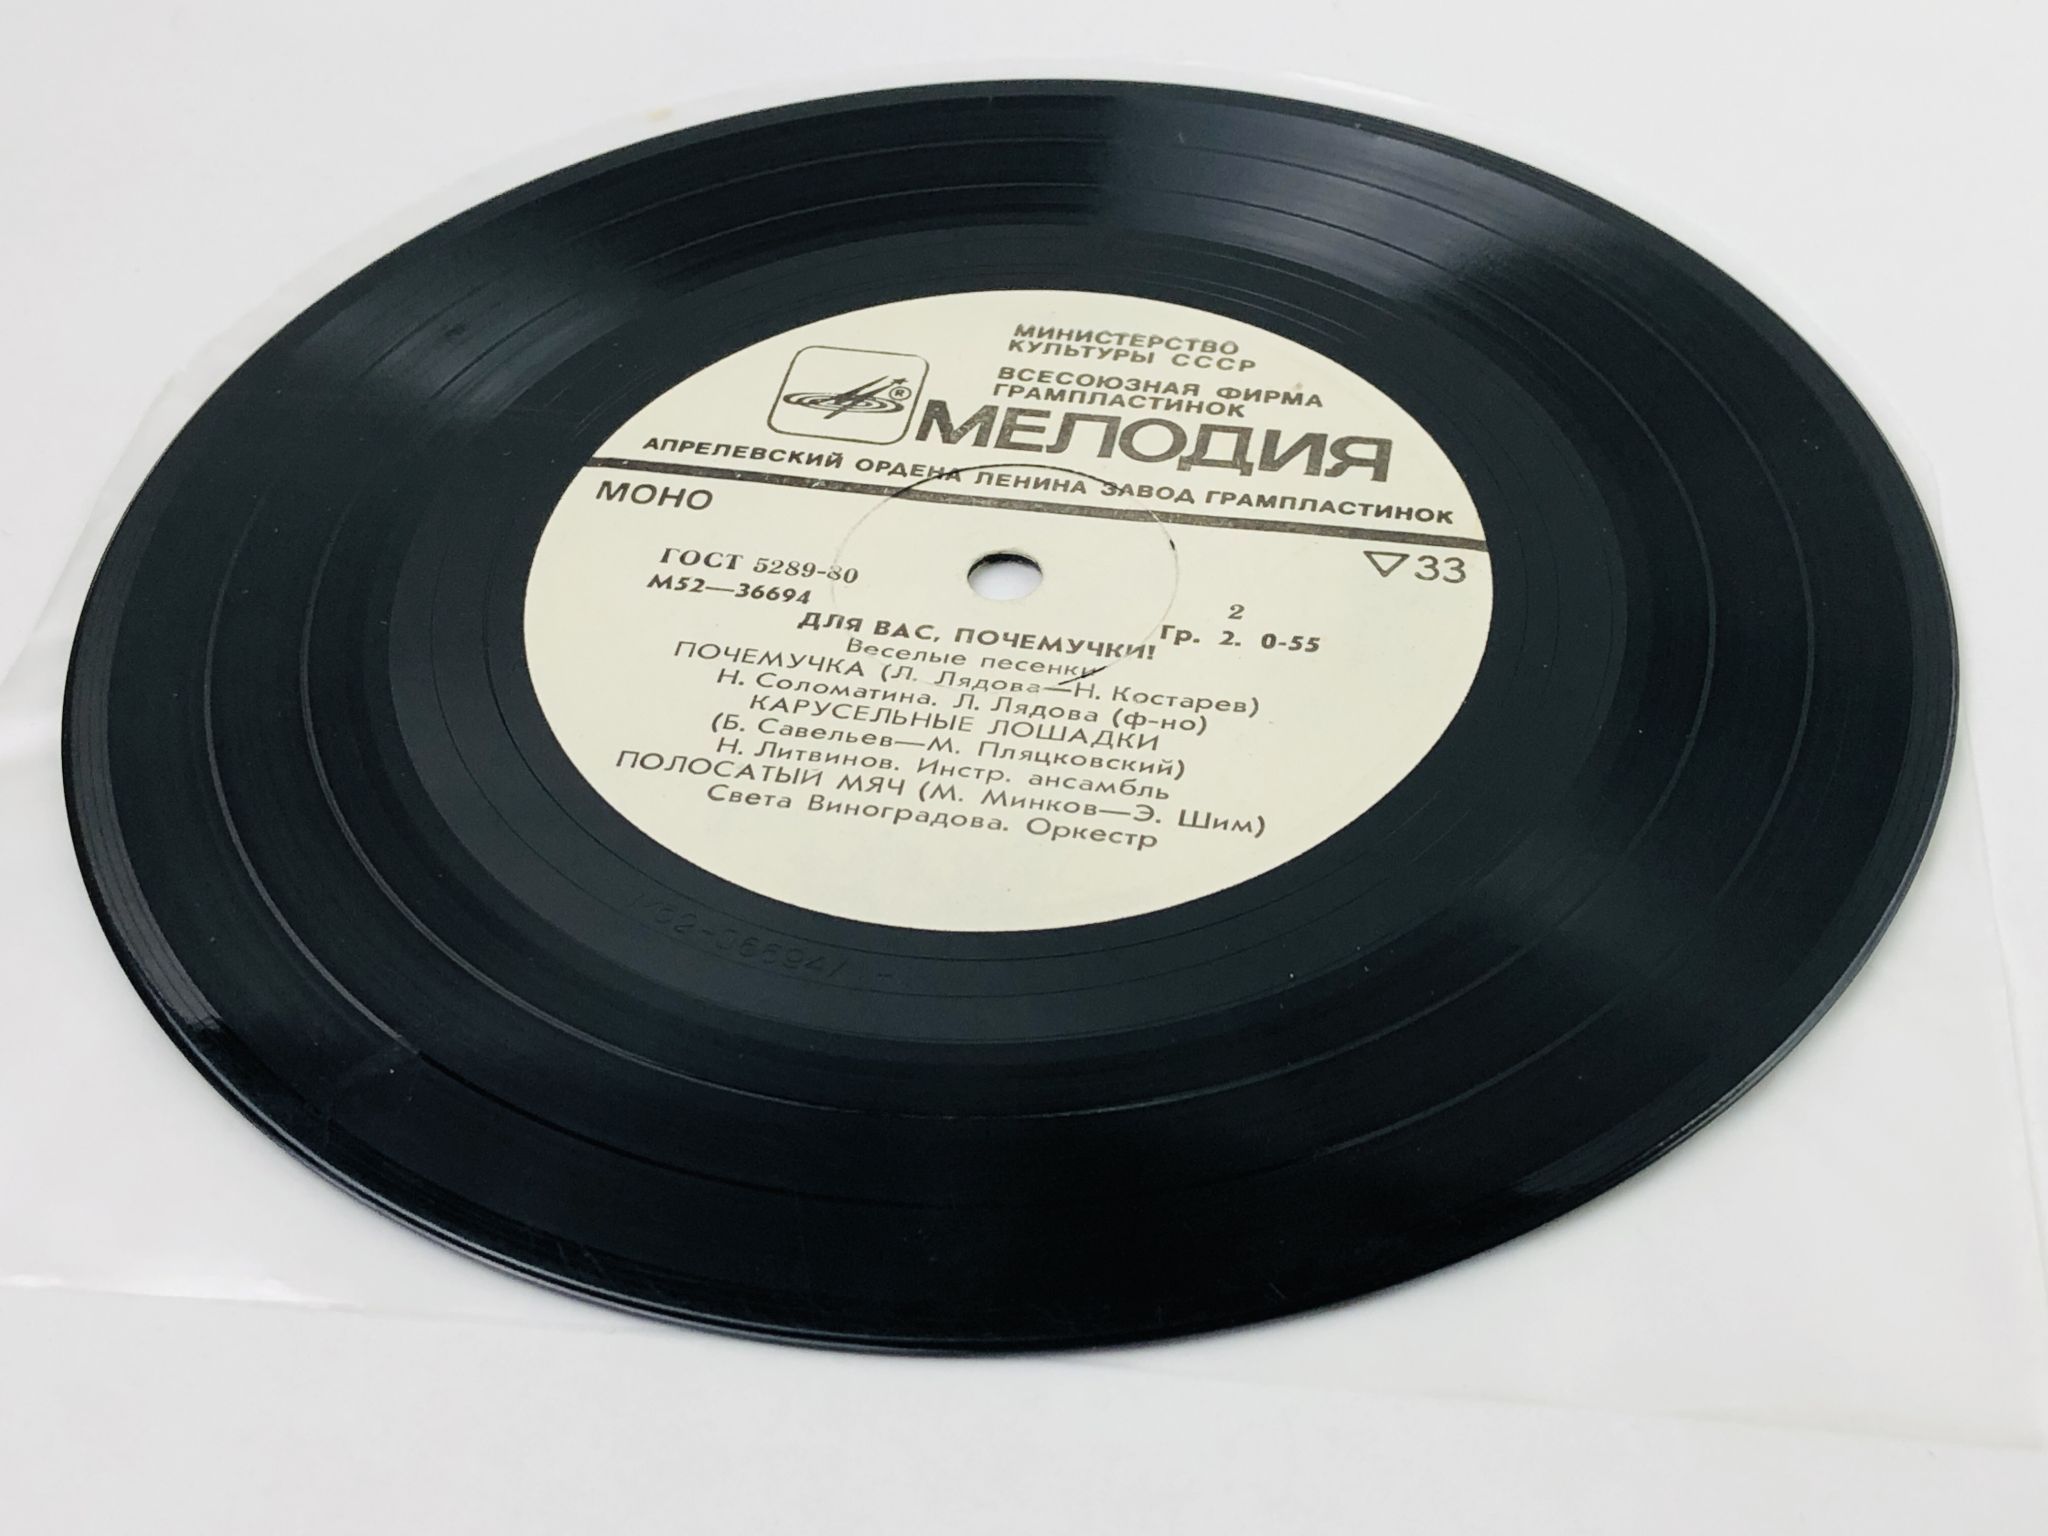 МИНИСТЕРСТВО
КУЛЬТУРЫ СССР
ВСЕСОЮЗНАЯ ФИРМА
ГРАМПЛАСТИНОК
®
МЕЛОДИЯ
АПРЕЛЕВСКИЙ ОРДЕНА ЛЕНИНА ЗАВОД ГРАМПЛАСТИНОК
МОНО
▽33
ГОСТ 5289-80
М52—36694
2
Гр. 2. 0-55
ДЛЯ ВАС, ПОЧЕМУЧКИ!
Веселые песенки
ПОЧЕМУЧКА (Л. Лядова—Н. Костарев)
Н. Соломатина. Л. Лядова (ф-но)
КАРУСЕЛЬНЫЕ ЛОШАДКИ
(Б. Савельев—М. Пляцковский)
Н. Литвинов. Инстр. ансамбль
ПОЛОСАТЫЙ МЯЧ (М. Минков—Э. Шим)
Света Виноградова. Оркестр